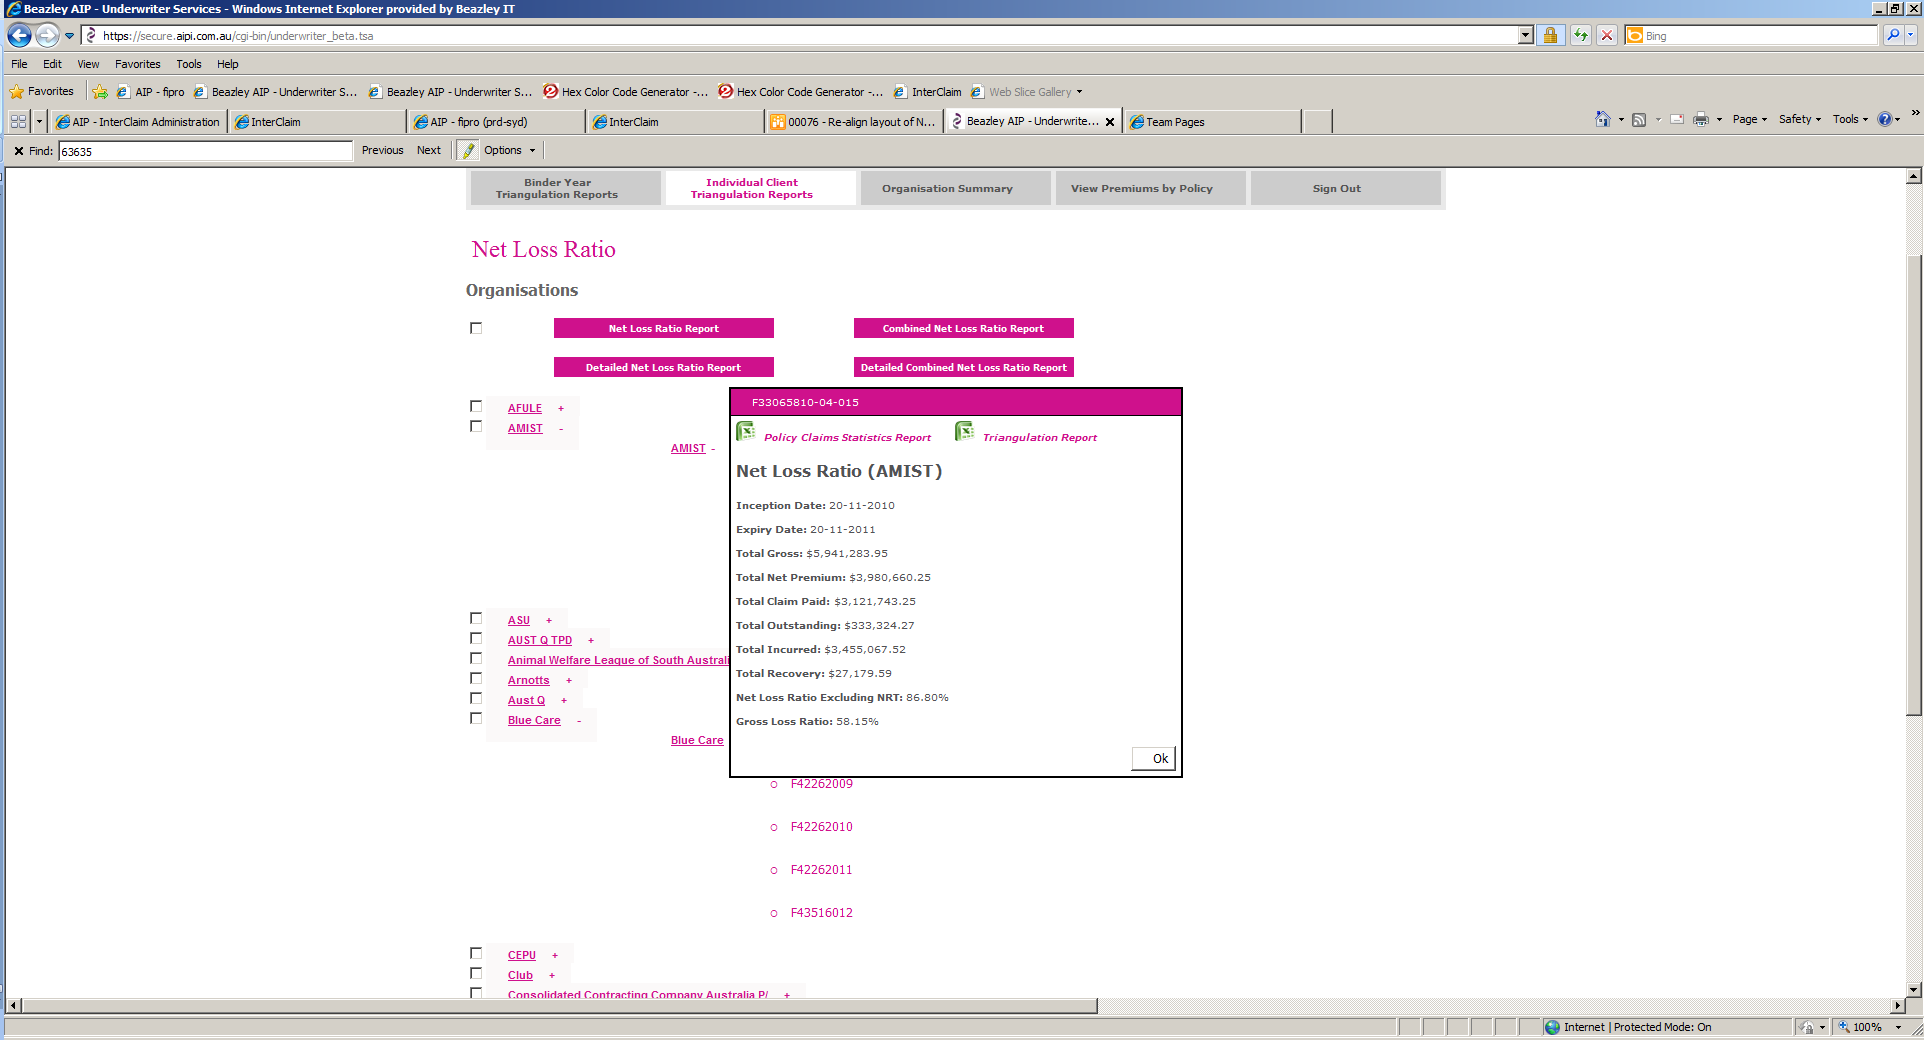 Beazley AIP - Underwriter Services - Windows Internet Explorer provided by Beazley IT
https://secure.aipi.com.au/cgi-bin/underwriter_beta.tsa
Bing
File Edit View Favorites Tools Help
Favorites AIP - fipro Beazley AIP - Underwriter S... Beazley AIP - Underwriter S... Hex Color Code Generator -... Hex Color Code Generator -... InterClaim Web Slice Gallery
AIP - InterClaim Administration InterClaim AIP - fipro (prd-syd) InterClaim 00076 - Re-align layout of N... Beazley AIP - Underwrite... Team Pages Page Safety Tools
Find: 63635 Previous Next Options
Binder Year
Triangulation Reports
Individual Client
Triangulation Reports
Organisation Summary
View Premiums by Policy
Sign Out
Net Loss Ratio
Organisations
Net Loss Ratio Report Combined Net Loss Ratio Report
Detailed Net Loss Ratio Report Detailed Combined Net Loss Ratio Report
AFULE +
AMIST -
AMIST -
F33065810-04-015
Policy Claims Statistics Report Triangulation Report
Net Loss Ratio (AMIST)
Inception Date: 20-11-2010
Expiry Date: 20-11-2011
Total Gross: $5,941,283.95
Total Net Premium: $3,980,660.25
Total Claim Paid: $3,121,743.25
Total Outstanding: $333,324.27
Total Incurred: $3,455,067.52
Total Recovery: $27,179.59
Net Loss Ratio Excluding NRT: 86.80%
Gross Loss Ratio: 58.15%
Ok
ASU +
AUST Q TPD +
Animal Welfare League of South Australi
Arnotts +
Aust Q +
Blue Care -
Blue Care
F42262009
F42262010
F42262011
F43516012
CEPU +
Club +
Consolidated Contracting Company Australia P/ +
Internet | Protected Mode: On 100%